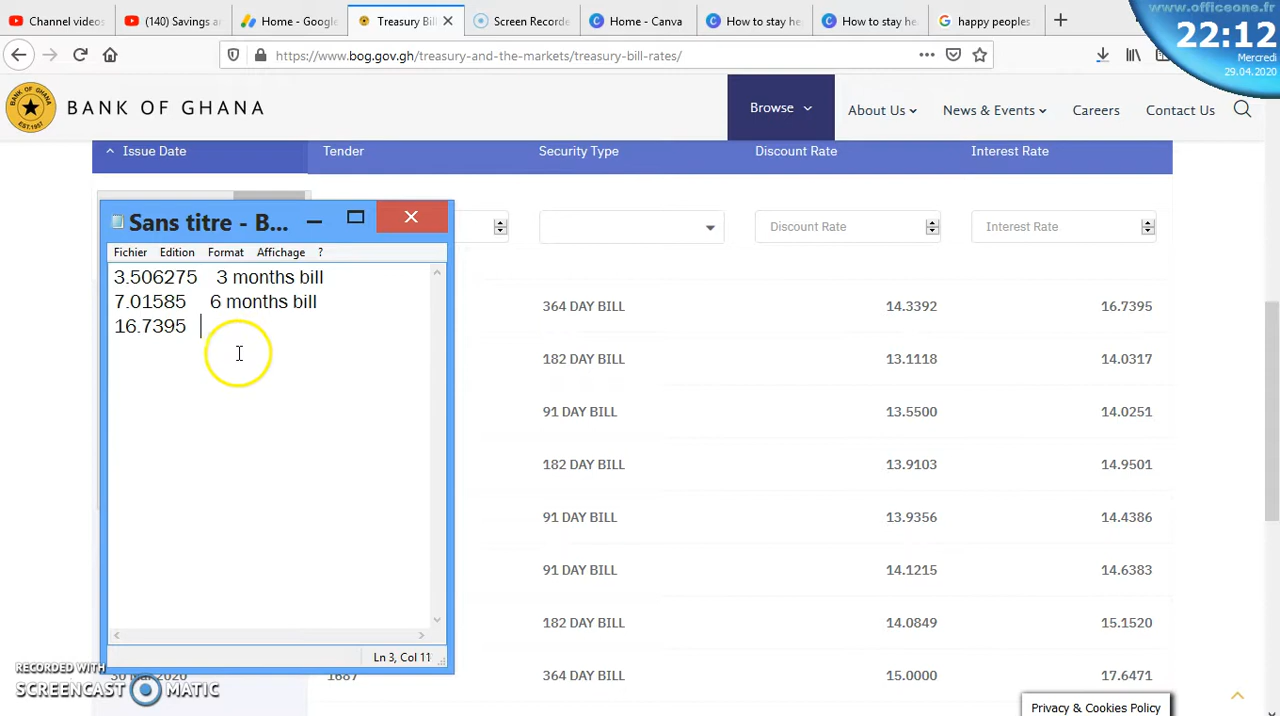 Channel video
(140) Savings a
Home - Google
Treasury Bil
Screen Recorde
Home - Canva
How to stay he
How to stay he
happy peoples
www.officeone.fr
22:12
Mercredi
29.04.2020
https://www.bog.gov.gh/treasury-and-the-markets/treasury-bill-rates/
EST. 1957
BANK OF GHANA
Browse
About Us
News & Events
Careers
Contact Us
Issue Date
Tender
Security Type
Discount Rate
Interest Rate
Discount Rate
Interest Rate
Sans titre - B...
Fichier
Edition
Format
Affichage
?
3.506275 3 months bill
7.01585 6 months bill
16.7395
Ln 3, Col 11
364 DAY BILL 14.3392 16.7395
182 DAY BILL 13.1118 14.0317
91 DAY BILL 13.5500 14.0251
182 DAY BILL 13.9103 14.9501
91 DAY BILL 13.9356 14.4386
91 DAY BILL 14.1215 14.6383
182 DAY BILL 14.0849 15.1520
30 Mar 2020 1687 364 DAY BILL 15.0000 17.6471
RECORDED WITH
SCREENCAST MATIC
Privacy & Cookies Policy